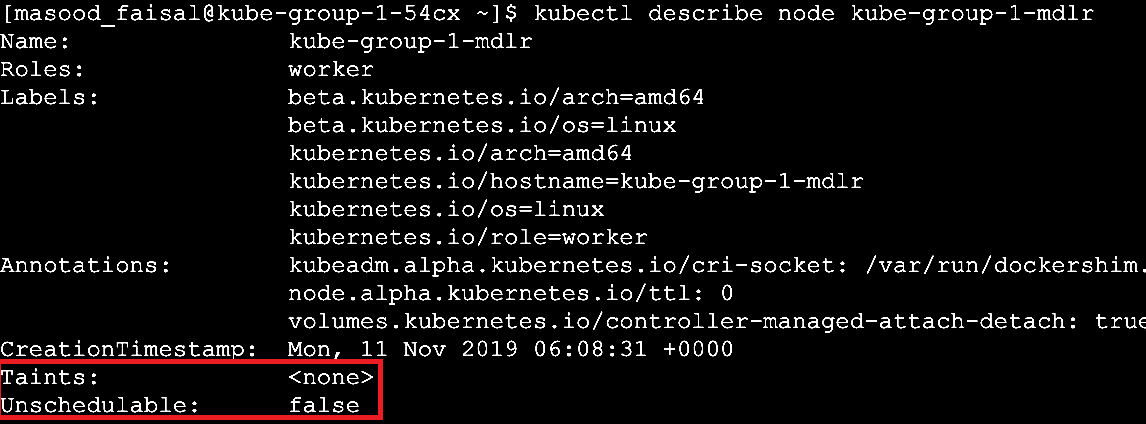 [masood_faisal@kube-group-1-54cx ~]$ kubectl describe node kube-group-1-mdlr
Name: kube-group-1-mdlr
Roles: worker
Labels: beta.kubernetes.io/arch=amd64
beta.kubernetes.io/os=linux
kubernetes.io/arch=amd64
kubernetes.io/hostname=kube-group-1-mdlr
kubernetes.io/os=linux
kubernetes.io/role=worker
Annotations: kubeadm.alpha.kubernetes.io/cri-socket: /var/run/dockershim.
node.alpha.kubernetes.io/ttl: 0
volumes.kubernetes.io/controller-managed-attach-detach: true
CreationTimestamp: Mon, 11 Nov 2019 06:08:31 +0000
Taints: <none>
Unschedulable: false